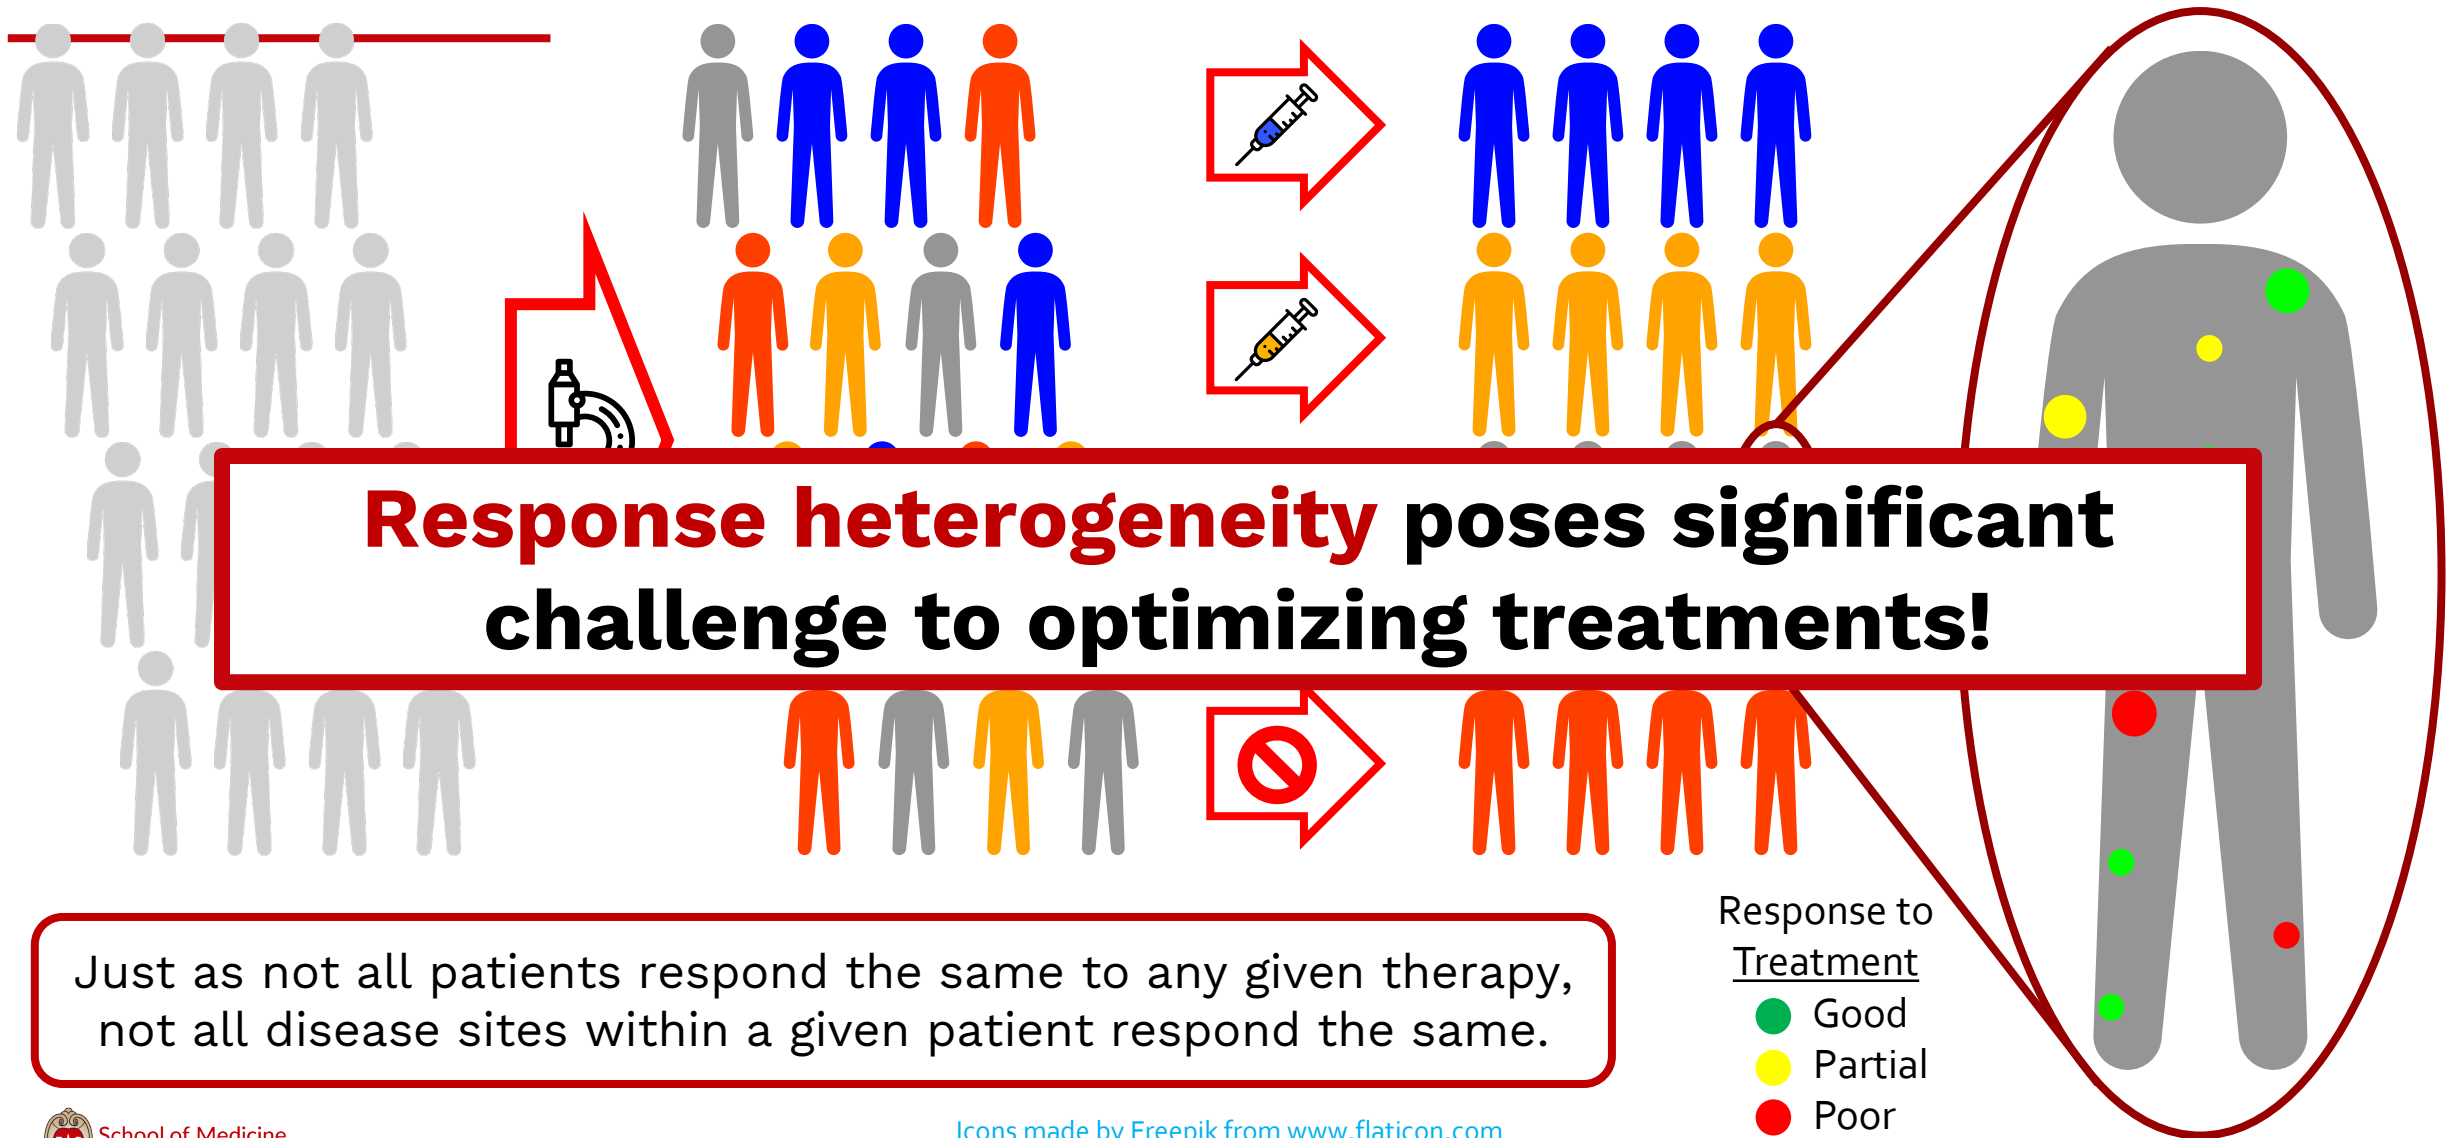 Response heterogeneity poses significant
challenge to optimizing treatments!
Just as not all patients respond the same to any given therapy,
not all disease sites within a given patient respond the same.
Response to
Treatment
Good
Partial
Poor
School of Medicine
Icons made by Freepik from www.flaticon.com